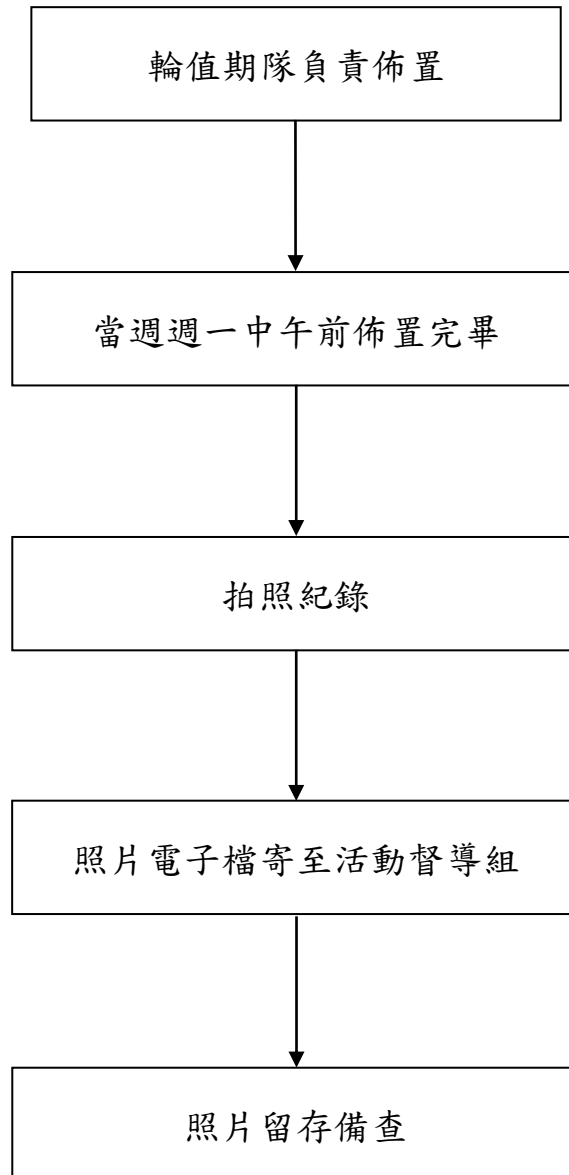 輪值期隊負責佈置
當週週一中午前佈置完畢
拍照紀錄
照片電子檔寄至活動督導組
照片留存備查